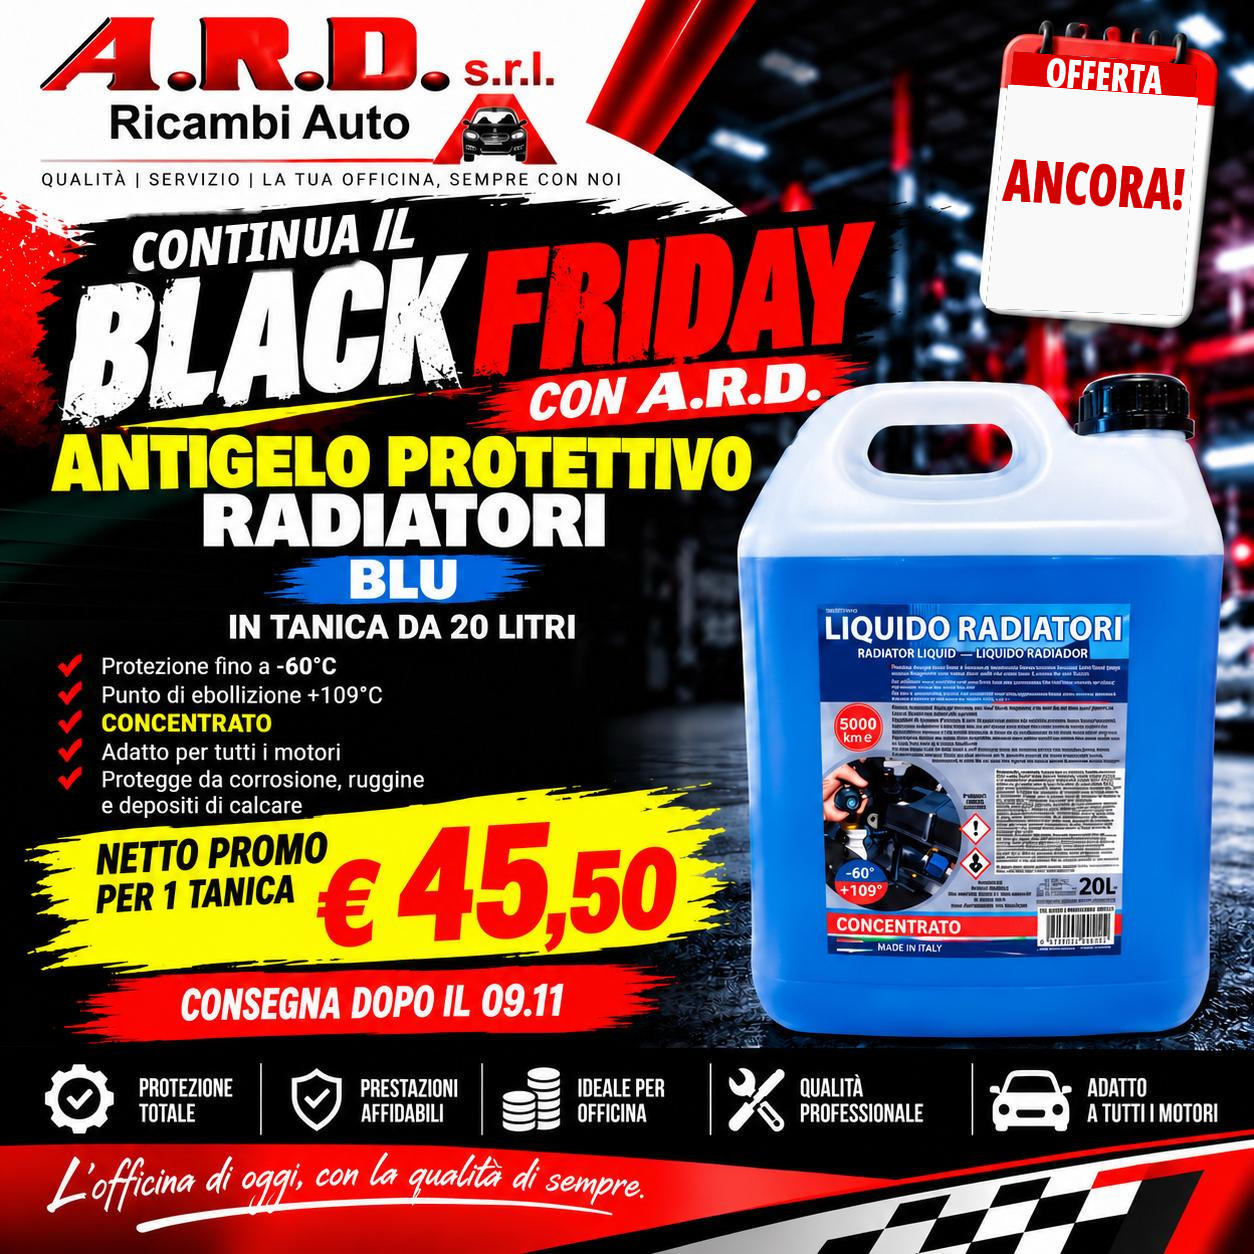 A.R.D. s.r.l.
Ricambi Auto
QUALITÀ | SERVIZIO | LA TUA OFFICINA, SEMPRE CON NOI
OFFERTA
ANCORA!
CONTINUA IL
BLACK FRIDAY
CON A.R.D.
ANTIGELO PROTETTIVO
RADIATORI
BLU
IN TANICA DA 20 LITRI
Protezione fino a -60°C
Punto di ebollizione +109°C
CONCENTRATO
Adatto per tutti i motori
Protegge da corrosione, ruggine
e depositi di calcare
NETTO PROMO
PER 1 TANICA
€ 45,50
CONSEGNA DOPO IL 09.11
LIQUIDO RADIATORI
RADIATOR LIQUID — LIQUIDO RADIADOR
5000
km e
-60°
+109°
20L
CONCENTRATO
MADE IN ITALY
PROTEZIONE
TOTALE
PRESTAZIONI
AFFIDABILI
IDEALE PER
OFFICINA
QUALITÀ
PROFESSIONALE
ADATTO
A TUTTI I MOTORI
L'officina di oggi, con la qualità di sempre.